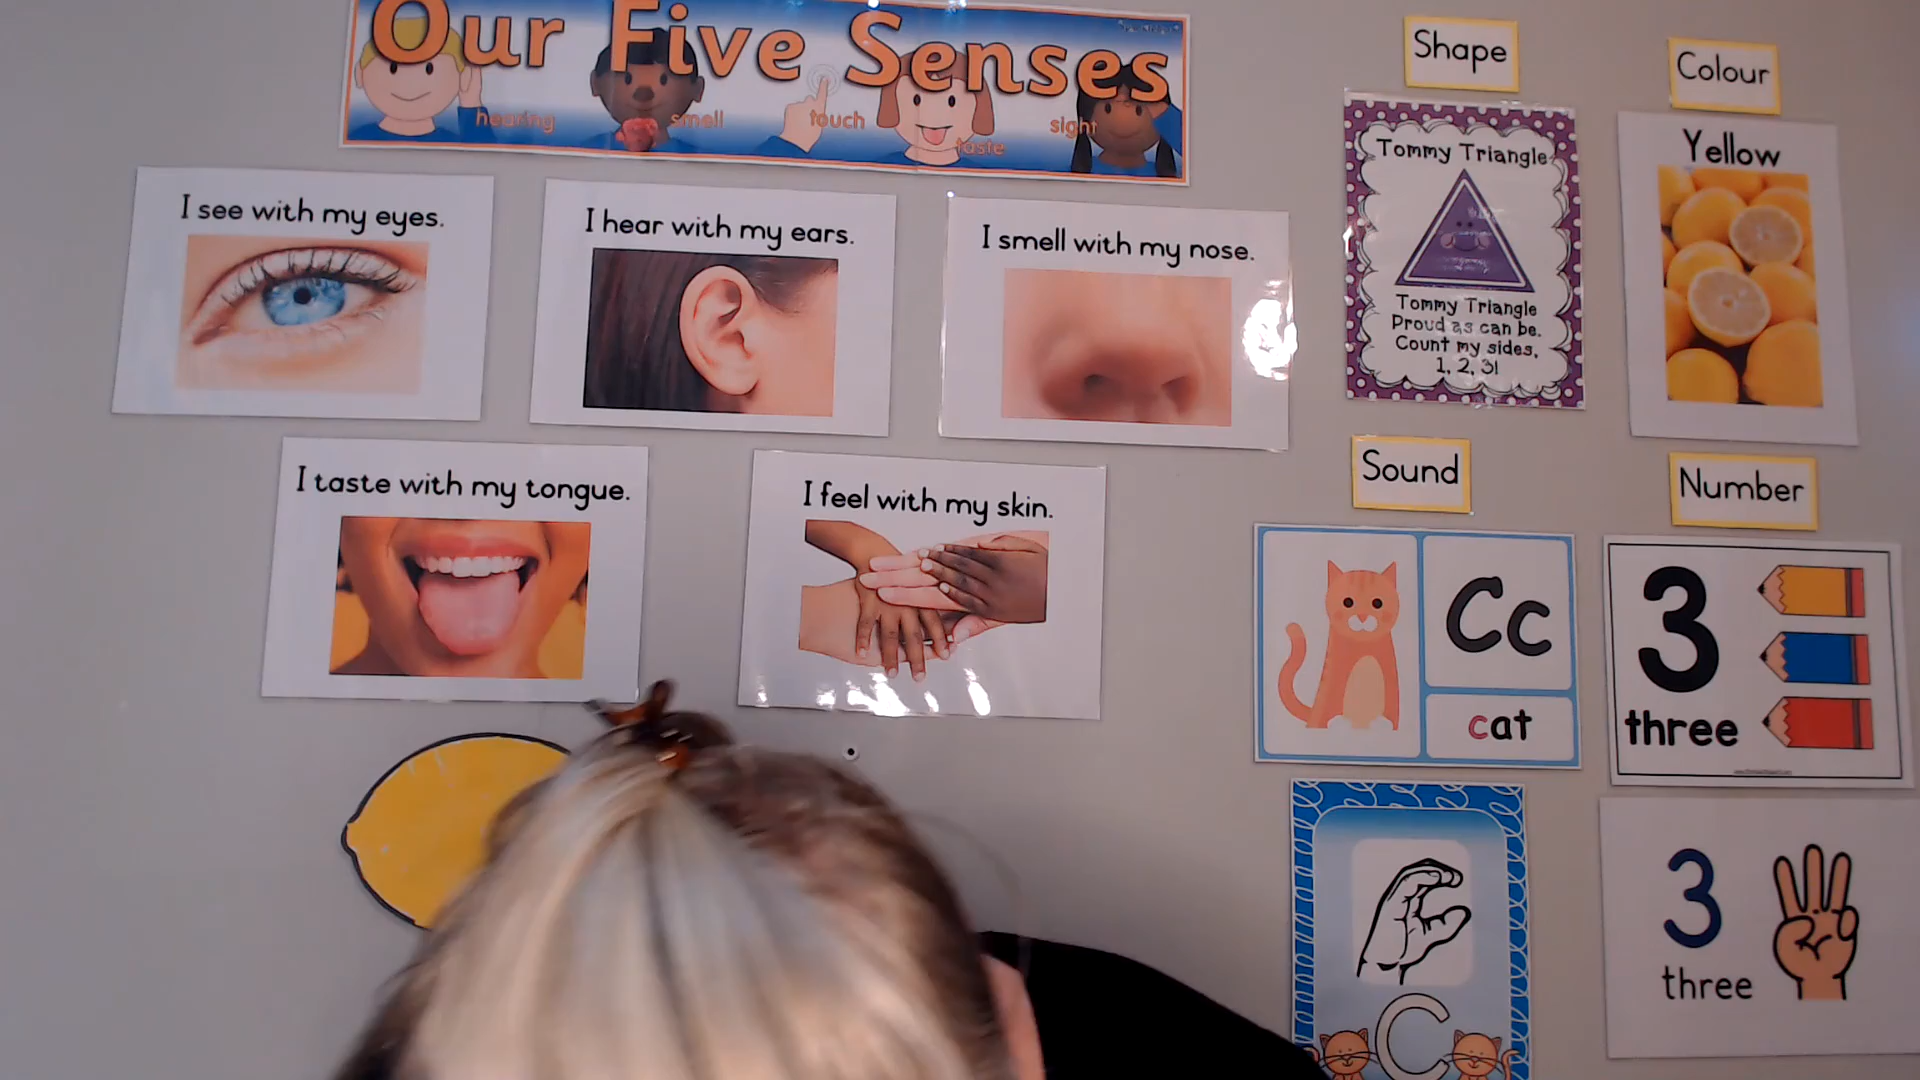 Our Five Senses
hearing
smell
touch
taste
sight
I see with my eyes.
I hear with my ears.
I smell with my nose.
I taste with my tongue.
I feel with my skin.
Shape
Tommy Triangle
Tommy Triangle
Proud as can be.
Count my sides,
1, 2, 3!
Colour
Yellow
Sound
Cc
cat
C
Number
3
three
3
three